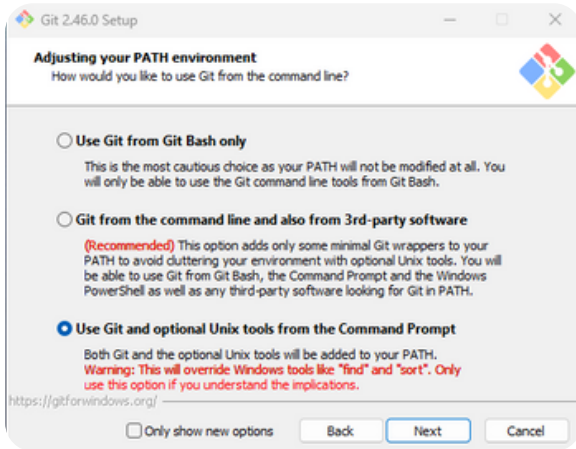 Git 2.46.0 Setup
Adjusting your PATH environment
How would you like to use Git from the command line?
Use Git from Git Bash only
This is the most cautious choice as your PATH will not be modified at all. You
will only be able to use the Git command line tools from Git Bash.
Git from the command line and also from 3rd-party software
(Recommended) This option adds only some minimal Git wrappers to your
PATH to avoid cluttering your environment with optional Unix tools. You will
be able to use Git from Git Bash, the Command Prompt and the Windows
PowerShell as well as any third-party software looking for Git in PATH.
Use Git and optional Unix tools from the Command Prompt
Both Git and the optional Unix tools will be added to your PATH.
Warning: This will override Windows tools like "find" and "sort". Only
use this option if you understand the implications.
https://gitforwindows.org/
Only show new options
Back
Next
Cancel